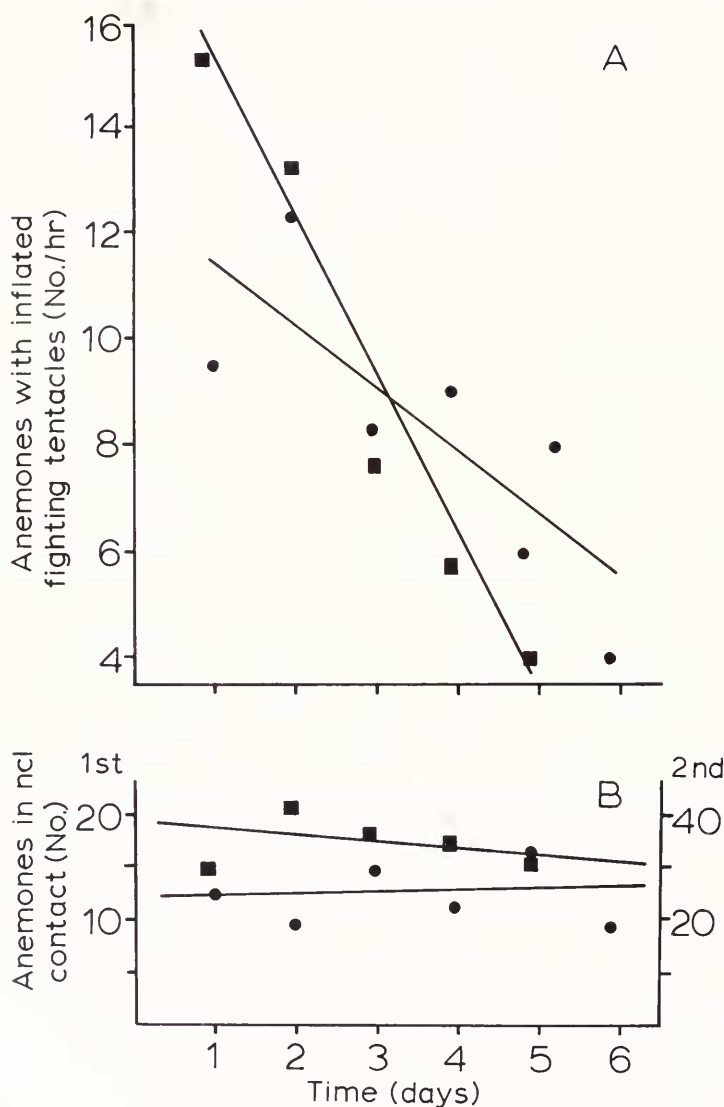 A
16
14
12
10
8
6
4
Anemones with inflated
fighting tentacles (No./hr)
B
1st
2nd
20
10
40
20
Anemones in ncl
contact (No.)
1 2 3 4 5 6
Time (days)